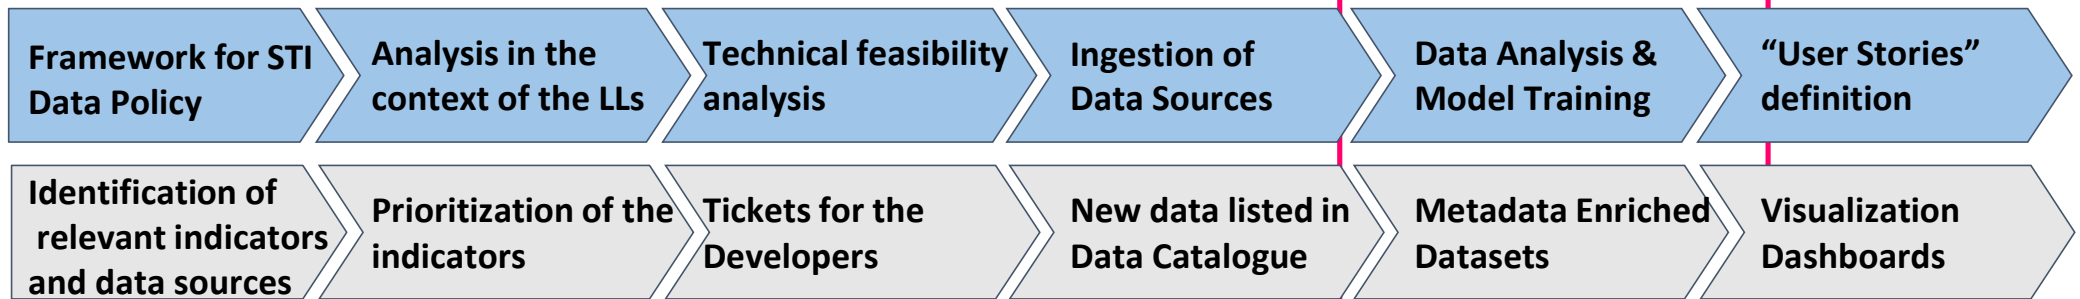 Framework for STI
Data Policy
Analysis in the
context of the LLs
Technical feasibility
analysis
Ingestion of
Data Sources
Data Analysis &
Model Training
“User Stories”
definition
Identification of
relevant indicators
and data sources
Prioritization of the
indicators
Tickets for the
Developers
New data listed in
Data Catalogue
Metadata Enriched
Datasets
Visualization
Dashboards